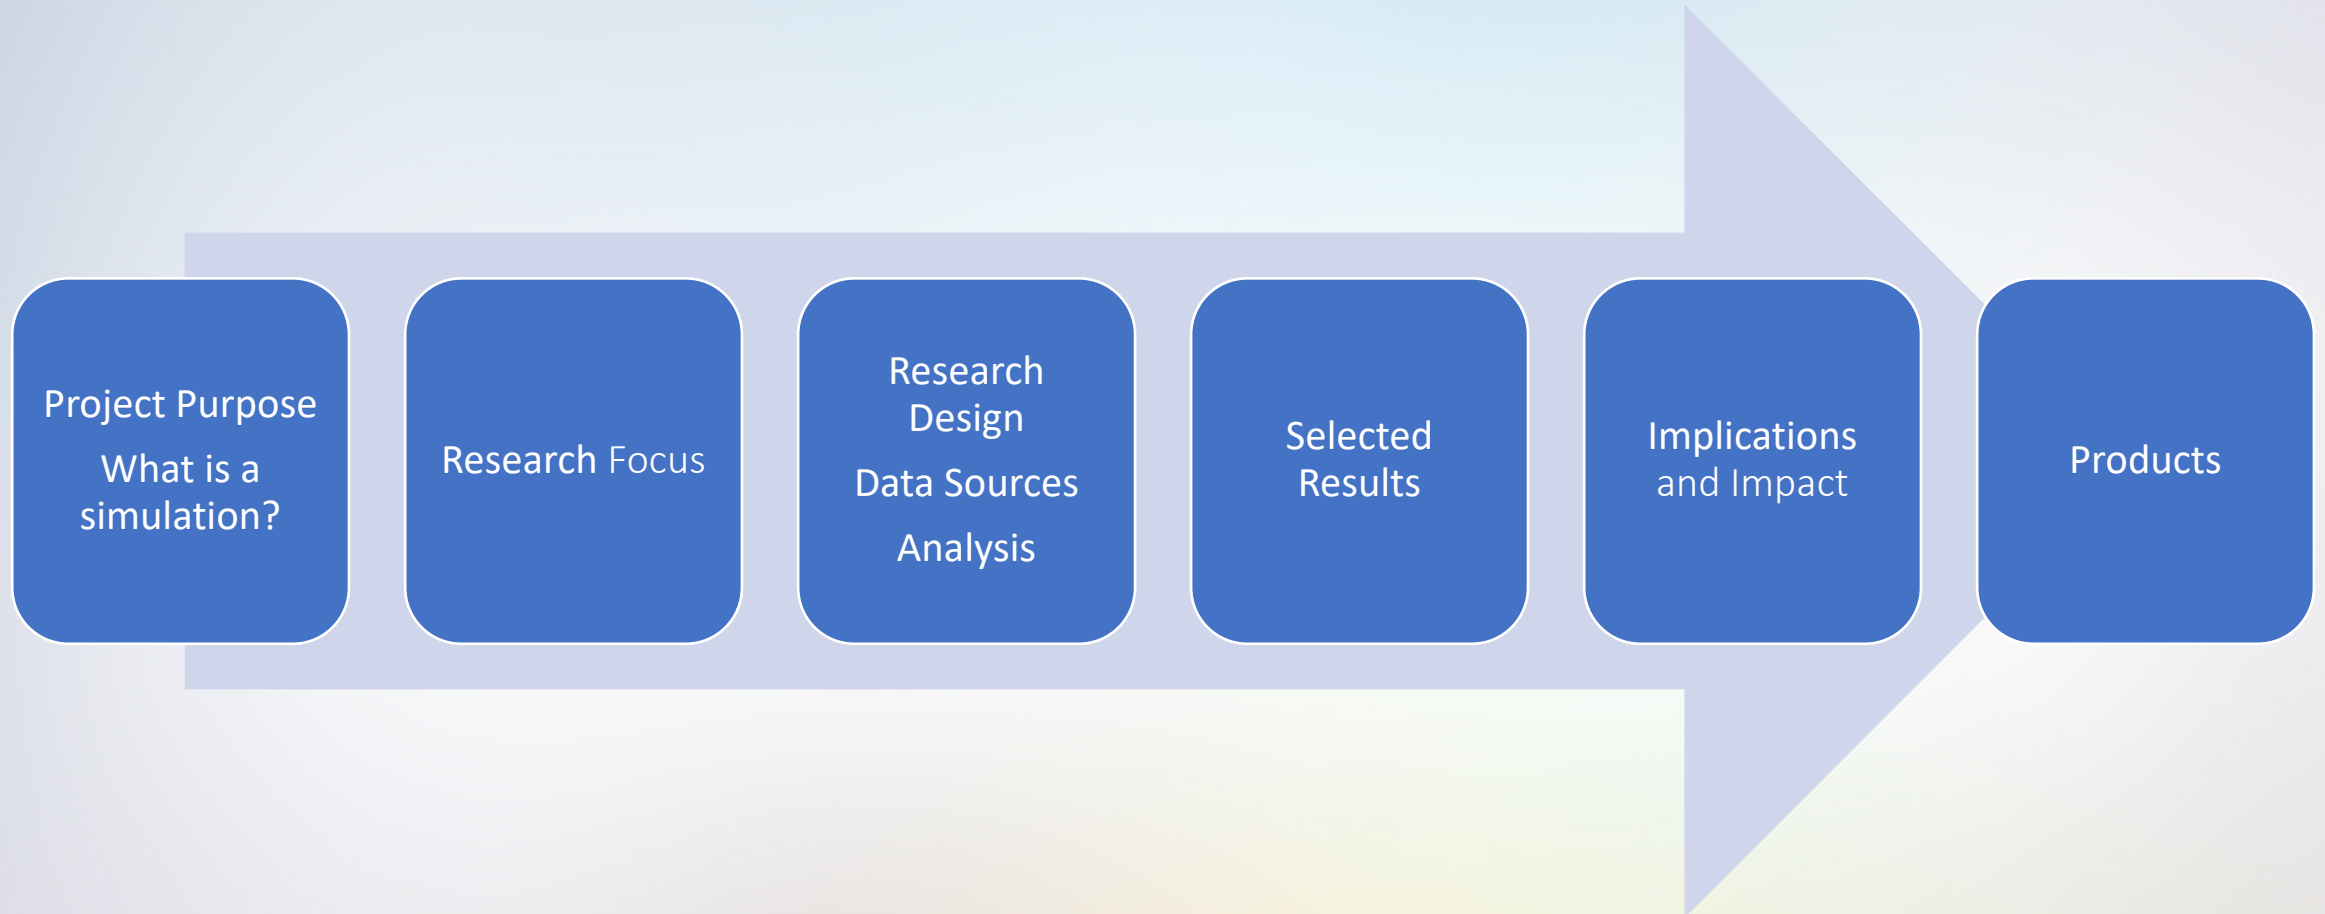 Project Purpose
What is a
simulation?
Research Focus
Research
Design
Data Sources
Analysis
Selected
Results
Implications
and Impact
Products